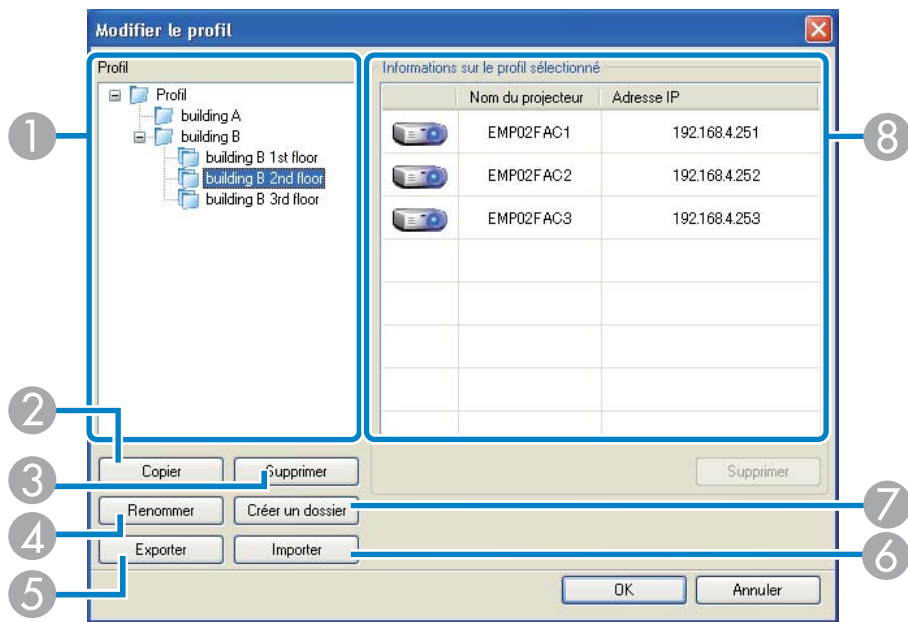 Modifier le profil
Profil
Informations sur le profil sélectionné
Profil
building A
building B
building B 1st floor
building B 2nd floor
building B 3rd floor
Nom du projecteur Adresse IP
EMP02FAC1 192.168.4.251
EMP02FAC2 192.168.4.252
EMP02FAC3 192.168.4.253
1
8
2
Copier
Supprimer
Supprimer
3
Renommer
Créer un dossier
7
4
Exporter
Importer
6
5
OK
Annuler